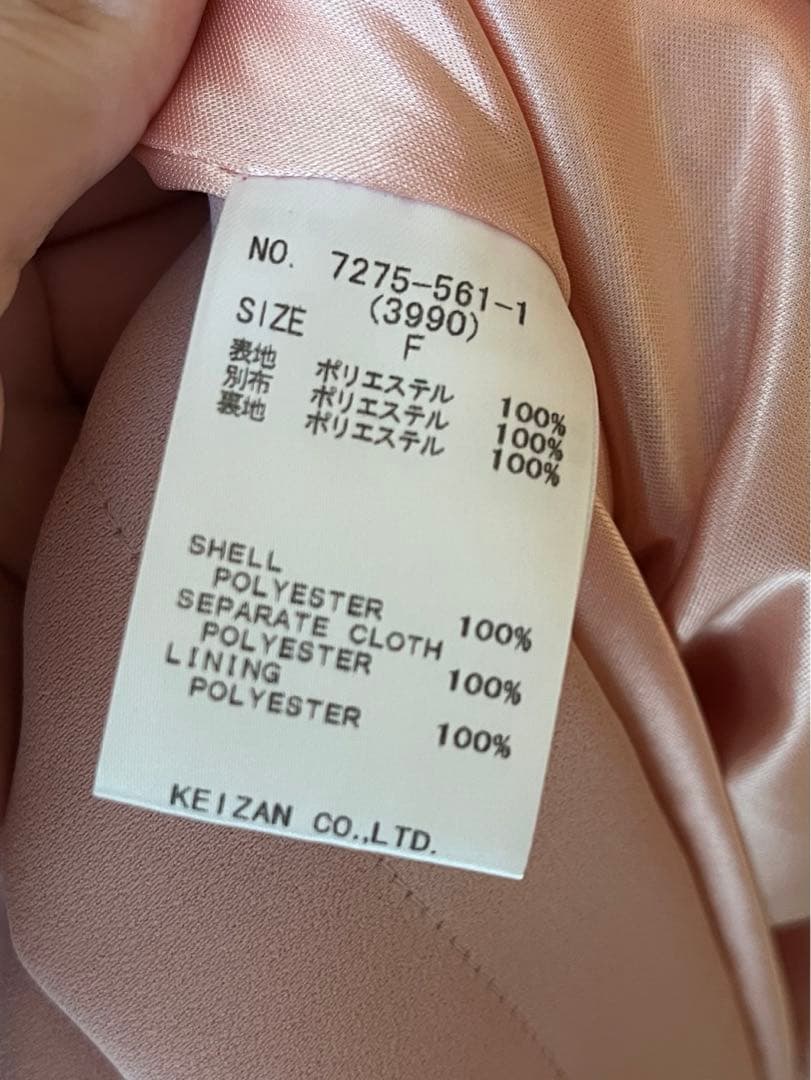 NO. 7275-561-1
(3990)
SIZE F
表地 ポリエステル 100%
別布 ポリエステル 100%
裏地 ポリエステル 100%
SHELL
POLYESTER 100%
SEPARATE CLOTH
POLYESTER 100%
LINING
POLYESTER 100%
KEIZAN CO.,LTD.